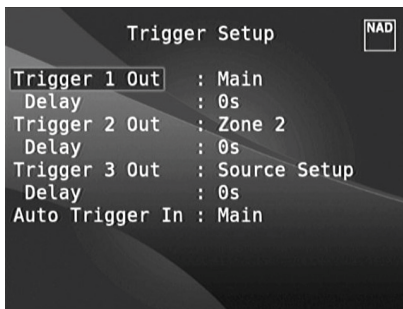 Trigger Setup
NAD
Trigger 1 Out : Main
Delay : 0s
Trigger 2 Out : Zone 2
Delay : 0s
Trigger 3 Out : Source Setup
Delay : 0s
Auto Trigger In : Main